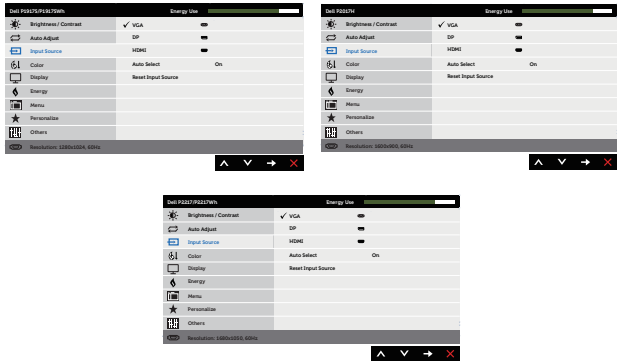 Dell P1917S/P1917SWh Energy Use
Brightness / Contrast VGA
Auto Adjust DP
Input Source HDMI
Color Auto Select On
Display Reset Input Source
Energy
Menu
Personalize
Others
Resolution: 1280x1024, 60Hz
Dell P2017H Energy Use
Brightness / Contrast VGA
Auto Adjust DP
Input Source HDMI
Color Auto Select On
Display Reset Input Source
Energy
Menu
Personalize
Others
Resolution: 1600x900, 60Hz
Dell P2217/P2217Wh Energy Use
Brightness / Contrast VGA
Auto Adjust DP
Input Source HDMI
Color Auto Select On
Display Reset Input Source
Energy
Menu
Personalize
Others
Resolution: 1680x1050, 60Hz